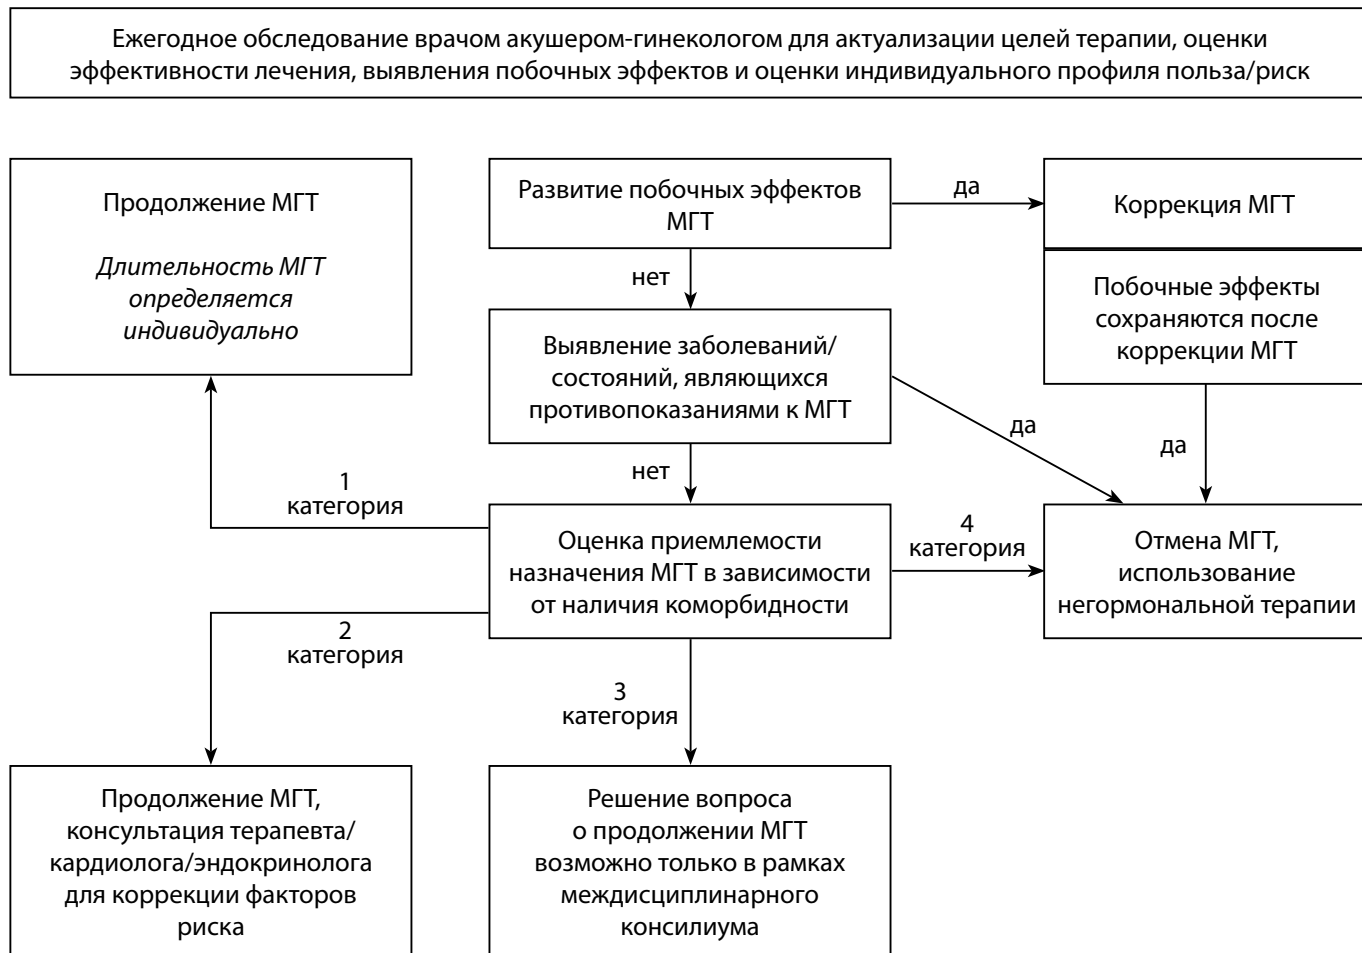 Ежегодное обследование врачом акушером-гинекологом для актуализации целей терапии, оценки
эффективности лечения, выявления побочных эффектов и оценки индивидуального профиля польза/риск
Продолжение МГТ
Длительность МГТ
определяется
индивидуально
Развитие побочных эффектов
МГТ
да
Коррекция МГТ
нет
Побочные эффекты
сохраняются после
коррекции МГТ
Выявление заболеваний/
состояний, являющихся
противопоказаниями к МГТ
да
да
нет
1
категория
Оценка приемлемости
назначения МГТ в зависимости
от наличия коморбидности
4
категория
Отмена МГТ,
использование
негормональной терапии
2
категория
3
категория
Продолжение МГТ,
консультация терапевта/
кардиолога/эндокринолога
для коррекции факторов
риска
Решение вопроса
о продолжении МГТ
возможно только в рамках
междисциплинарного
консилиума